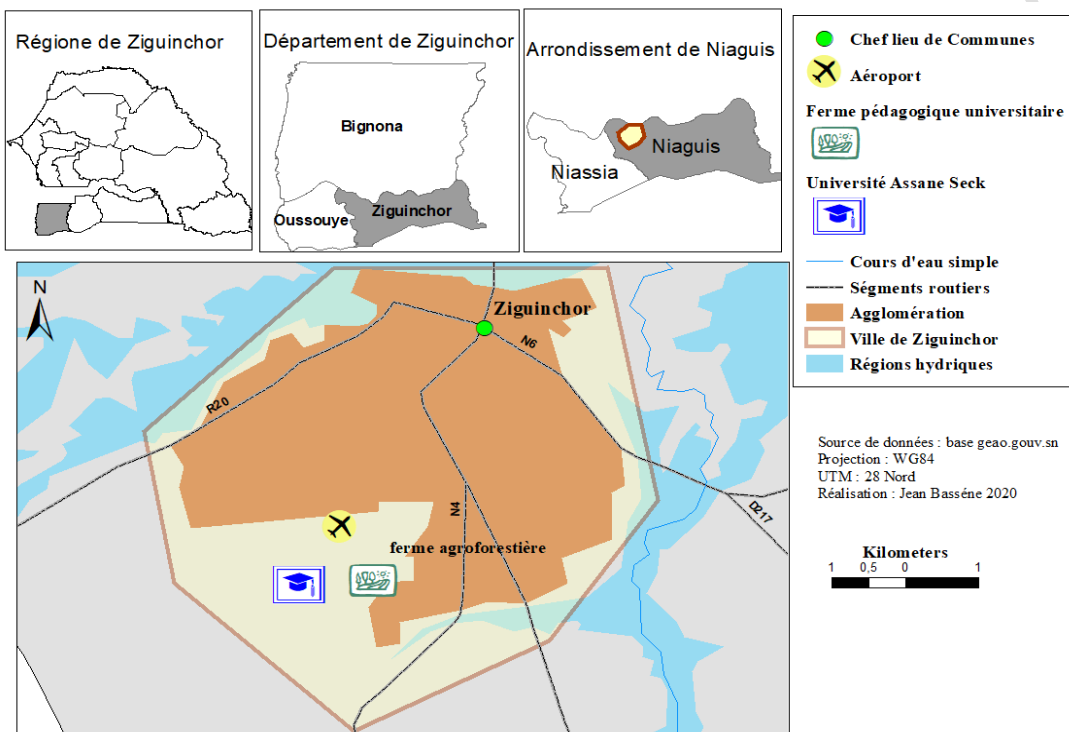 Régione de Ziguinchor
Département de Ziguinchor
Bignona
Oussouye
Ziguinchor
Arrondissement de Niaguis
Niaguis
Niassia
Chef lieu de Communes
Aéroport
Ferme pédagogique universitaire
Université Assane Seck
Cours d'eau simple
Ségments routiers
Agglomération
Ville de Ziguinchor
Régions hydriques
N
Ziguinchor
N6
R20
N4
D217
ferme agroforestière
Source de données : base geao.gouv.sn
Projection : WG84
UTM : 28 Nord
Réalisation : Jean Basséne 2020
Kilometers
1 0,5 0 1